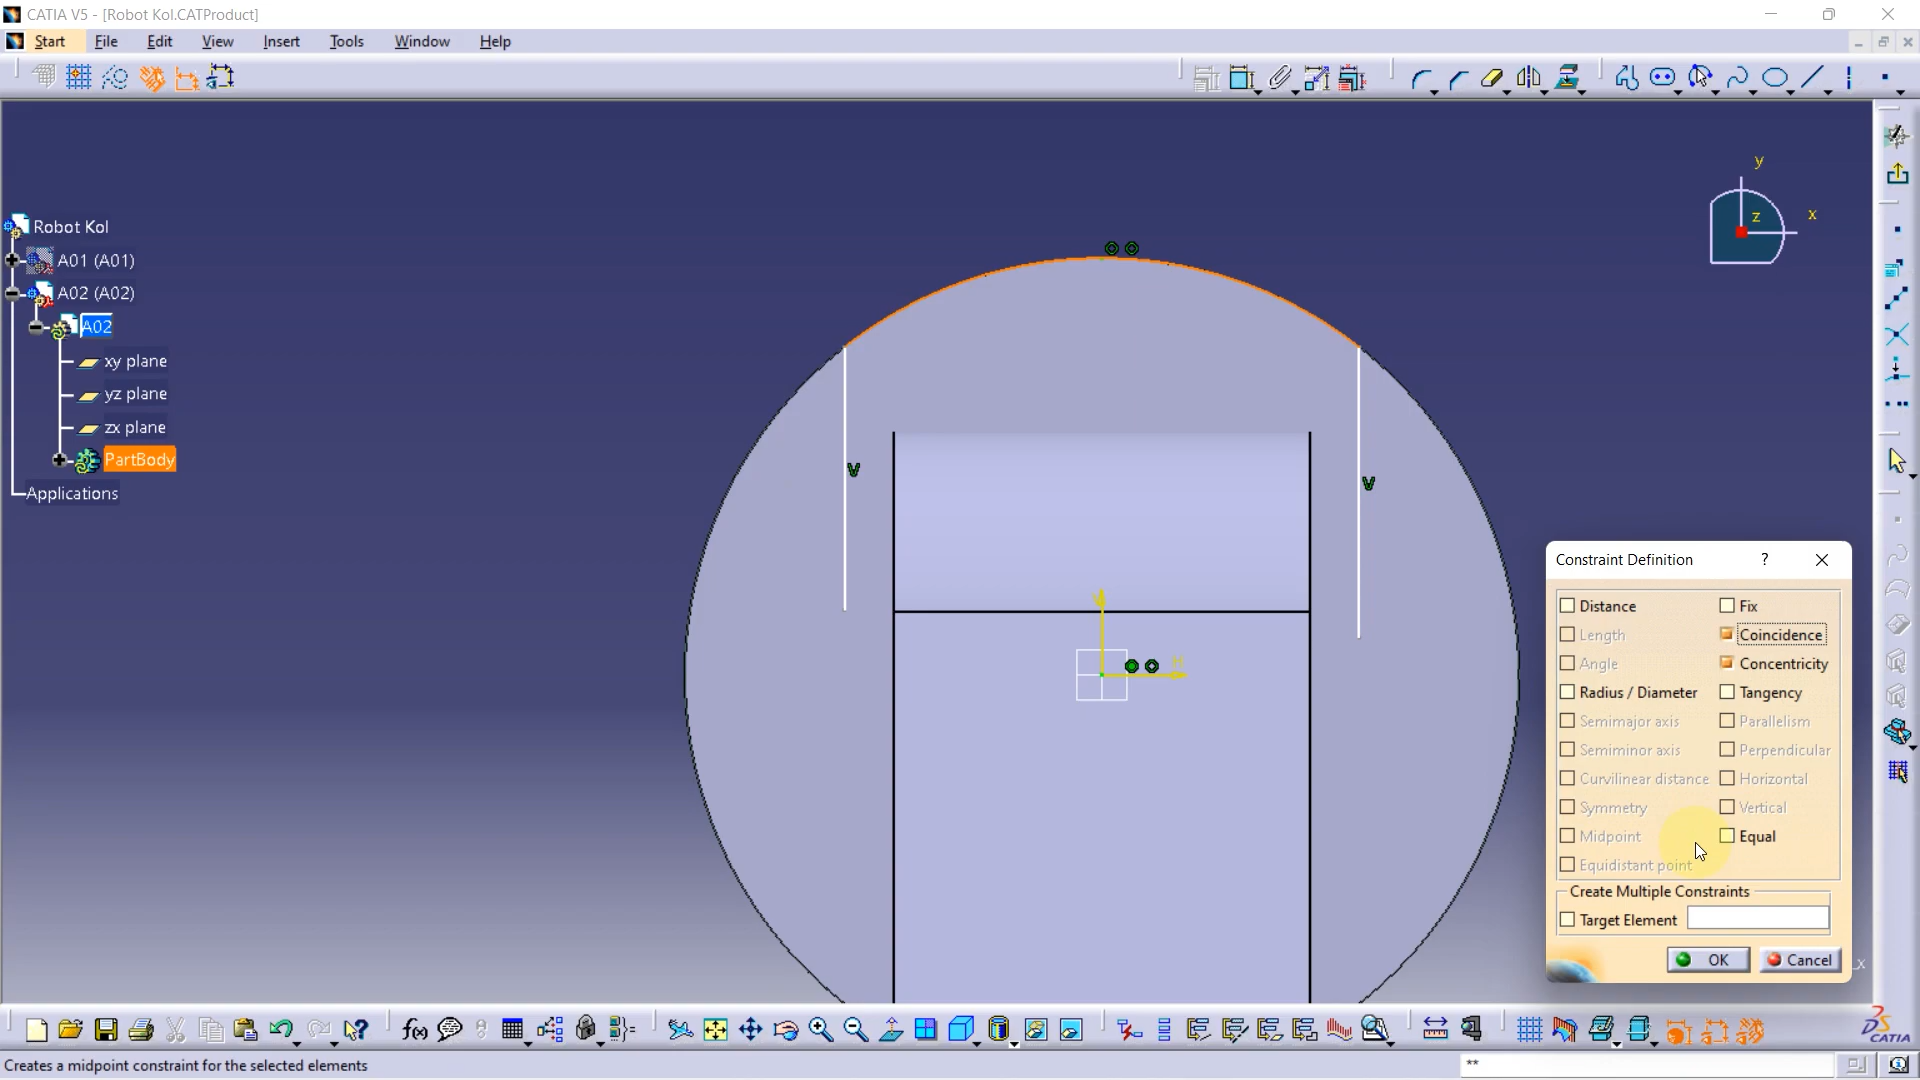 CATIA V5 - [Robot Kol.CATProduct]
Start File Edit View Insert Tools Window Help
y
z x
Robot Kol
A01 (A01)
A02 (A02)
A02
xy plane
yz plane
zx plane
PartBody
Applications
V
V
V
H
Constraint Definition ?
Distance Fix
Length Coincidence
Angle Concentricity
Radius / Diameter Tangency
Semimajor axis Parallelism
Semiminor axis Perpendicular
Curvilinear distance Horizontal
Symmetry Vertical
Midpoint Equal
Equidistant point
Create Multiple Constraints
Target Element
OK Cancel
x
f(x)
CATIA
Creates a midpoint constraint for the selected elements
**